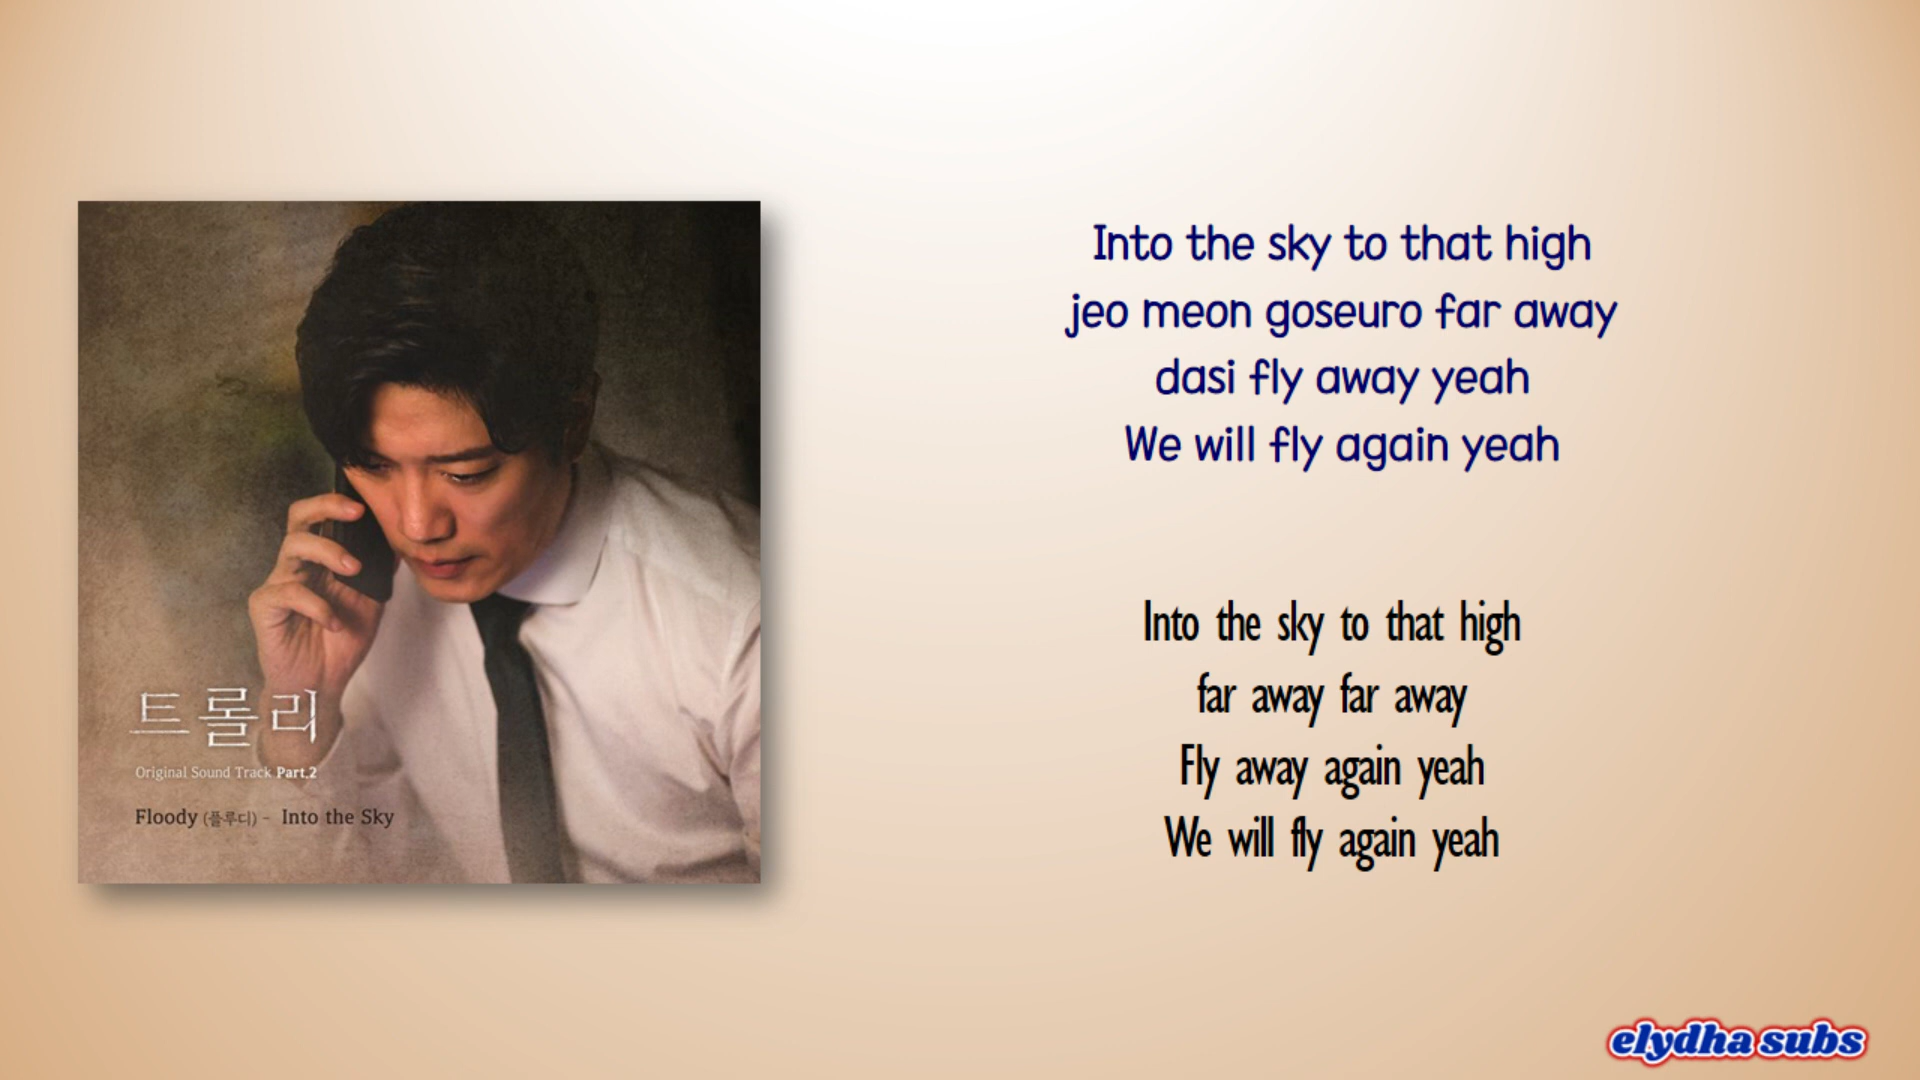 트롤리
Original Sound Track Part.2
Floody (플루디) - Into the Sky
Into the sky to that high
jeo meon goseuro far away
dasi fly away yeah
We will fly again yeah
Into the sky to that high
far away far away
Fly away again yeah
We will fly again yeah
elydha subs